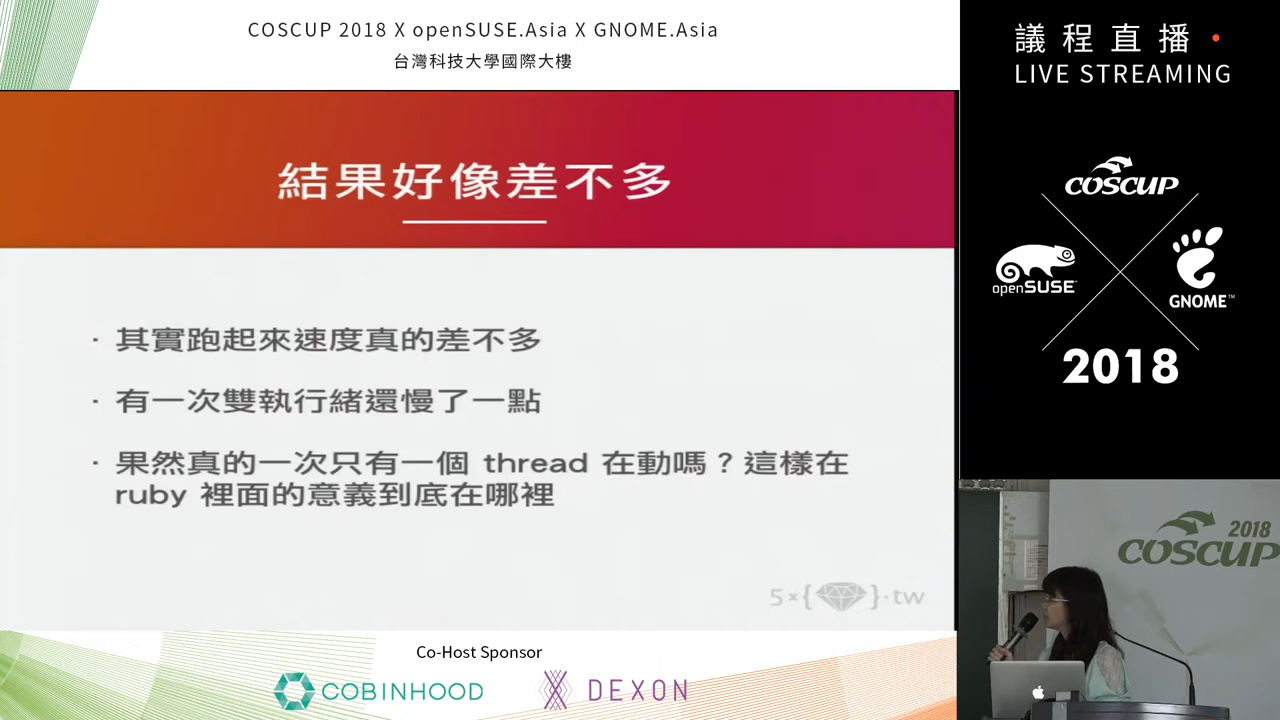 COSCUP 2018 X openSUSE.Asia X GNOME.Asia
台灣科技大學國際大樓
議程直播
LIVE STREAMING
COSCUP
openSUSE
GNOME™
2018
結果好像差不多
· 其實跑起來速度真的差不多
· 有一次雙執行緒還慢了一點
· 果然真的一次只有一個 thread 在動嗎？這樣在
ruby 裡面的意義到底在哪裡
5×{ }·tw
2018
COSCUP
Co-Host Sponsor
COBINHOOD
DEXON